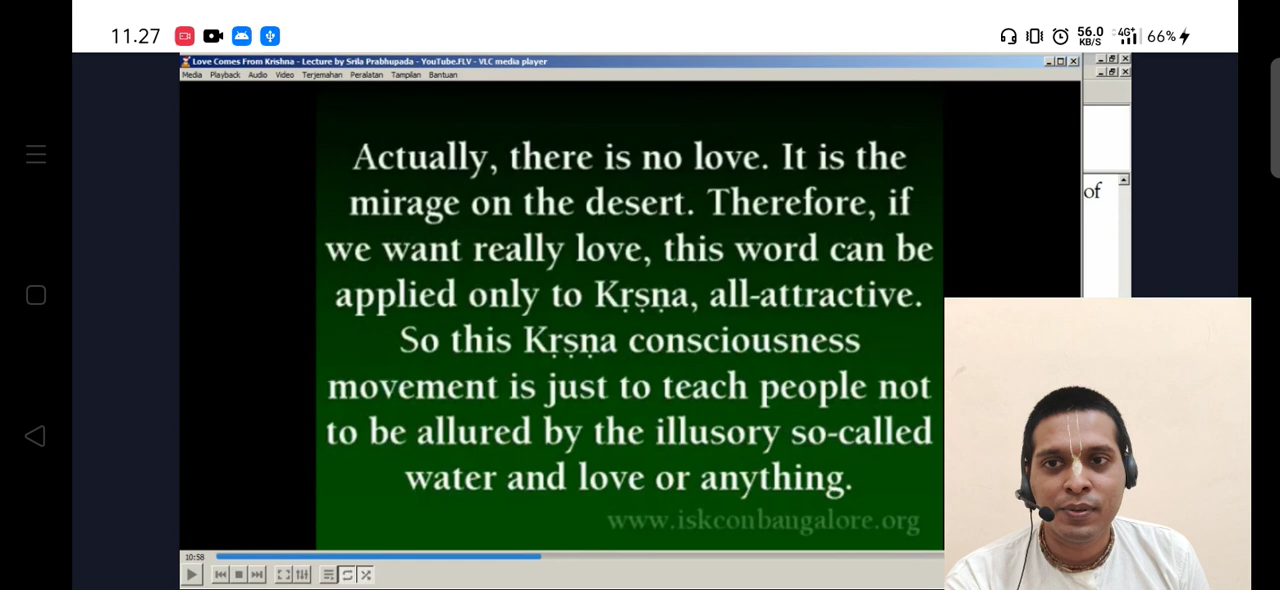 11.27
56.0
KB/S
4G+
66%
Love Comes From Krishna - Lecture by Srila Prabhupada - YouTube.FLV - VLC media player
Media Playback Audio Video Terjemahan Peralatan Tampilan Bantuan
Actually, there is no love. It is the
mirage on the desert. Therefore, if
we want really love, this word can be
applied only to Kṛṣṇa, all-attractive.
So this Kṛṣṇa consciousness
movement is just to teach people not
to be allured by the illusory so-called
water and love or anything.
www.iskconbangalore.org
of
10:58